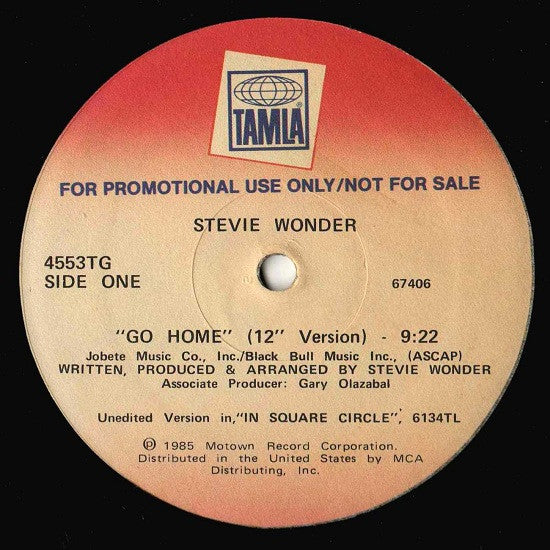 TAMLA®
FOR PROMOTIONAL USE ONLY/NOT FOR SALE
STEVIE WONDER
4553TG
SIDE ONE
67406
"GO HOME" (12" Version) - 9:22
Jobete Music Co., Inc./Black Bull Music Inc., (ASCAP)
WRITTEN, PRODUCED & ARRANGED BY STEVIE WONDER
Associate Producer: Gary Olazabal
Unedited Version in,"IN SQUARE CIRCLE", 6134TL
℗ 1985 Motown Record Corporation.
Distributed in the United States by MCA
Distributing, Inc.